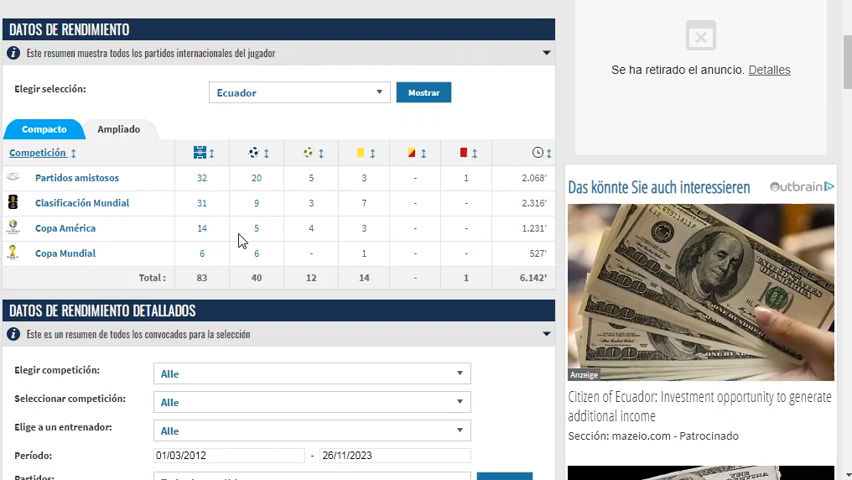 DATOS DE RENDIMIENTO
Este resumen muestra todos los partidos internacionales del jugador
Elegir selección:
Ecuador
Mostrar
Compacto
Ampliado
Competición
Partidos amistosos 32 20 5 3 - 1 2.068'
Clasificación Mundial 31 9 3 7 - - 2.316'
Copa América 14 5 4 3 - - 1.231'
Copa Mundial 6 6 - 1 - - 527'
Total : 83 40 12 14 - 1 6.142'
DATOS DE RENDIMIENTO DETALLADOS
Este es un resumen de todos los convocados para la selección
Elegir competición: Alle
Seleccionar competición: Alle
Elige a un entrenador: Alle
Período: 01/03/2012 - 26/11/2023
Partidos:
Se ha retirado el anuncio. Detalles
Das könnte Sie auch interessieren
Outbrain
Anzeige
Citizen of Ecuador: Investment opportunity to generate
additional income
Sección: mazeio.com - Patrocinado